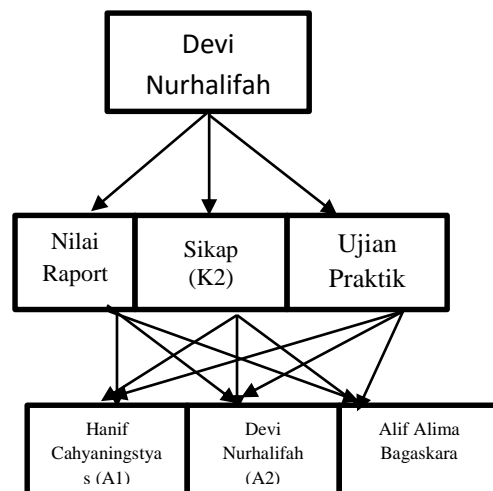 Devi
Nurhalifah
Nilai
Raport
Sikap
(K2)
Ujian
Praktik
Hanif
Cahyaningstya
s (A1)
Devi
Nurhalifah
(A2)
Alif Alima
Bagaskara